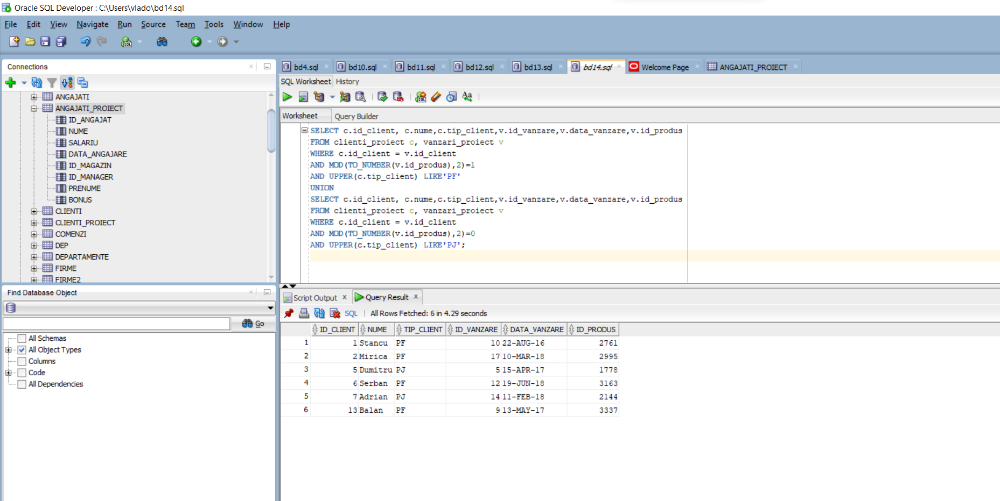 Oracle SQL Developer : C:\Users\vlado\bd14.sql
File Edit View Navigate Run Source Team Tools Window Help
Connections
ANGAJATI
ANGAJATI_PROIECT
ID_ANGAJAT
NUME
SALARIU
DATA_ANGAJARE
ID_MAGAZIN
ID_MANAGER
PRENUME
BONUS
CLIENTI
CLIENTI_PROIECT
COMENZI
DEP
DEPARTAMENTE
FIRME
FIRME2
Find Database Object
Go
All Schemas
All Object Types
Columns
Code
All Dependencies
bd4.sql bd10.sql bd11.sql bd12.sql bd13.sql bd14.sql Welcome Page ANGAJATI_PROIECT
SQL Worksheet History
Worksheet Query Builder
SELECT c.id_client, c.nume,c.tip_client,v.id_vanzare,v.data_vanzare,v.id_produs
FROM clienti_proiect c, vanzari_proiect v
WHERE c.id_client = v.id_client
AND MOD(TO_NUMBER(v.id_produs),2)=1
AND UPPER(c.tip_client) LIKE'PF'
UNION
SELECT c.id_client, c.nume,c.tip_client,v.id_vanzare,v.data_vanzare,v.id_produs
FROM clienti_proiect c, vanzari_proiect v
WHERE c.id_client = v.id_client
AND MOD(TO_NUMBER(v.id_produs),2)=0
AND UPPER(c.tip_client) LIKE'PJ';
Script Output x Query Result x
SQL | All Rows Fetched: 6 in 4.29 seconds
ID_CLIENT NUME TIP_CLIENT ID_VANZARE DATA_VANZARE ID_PRODUS
1 1 Stancu PF 10 22-AUG-16 2761
2 2 Mirica PF 17 10-MAR-18 2995
3 5 Dumitru PJ 5 15-APR-17 1778
4 6 Serban PF 12 19-JUN-18 3163
5 7 Adrian PJ 14 11-FEB-18 2144
6 13 Balan PF 9 13-MAY-17 3337